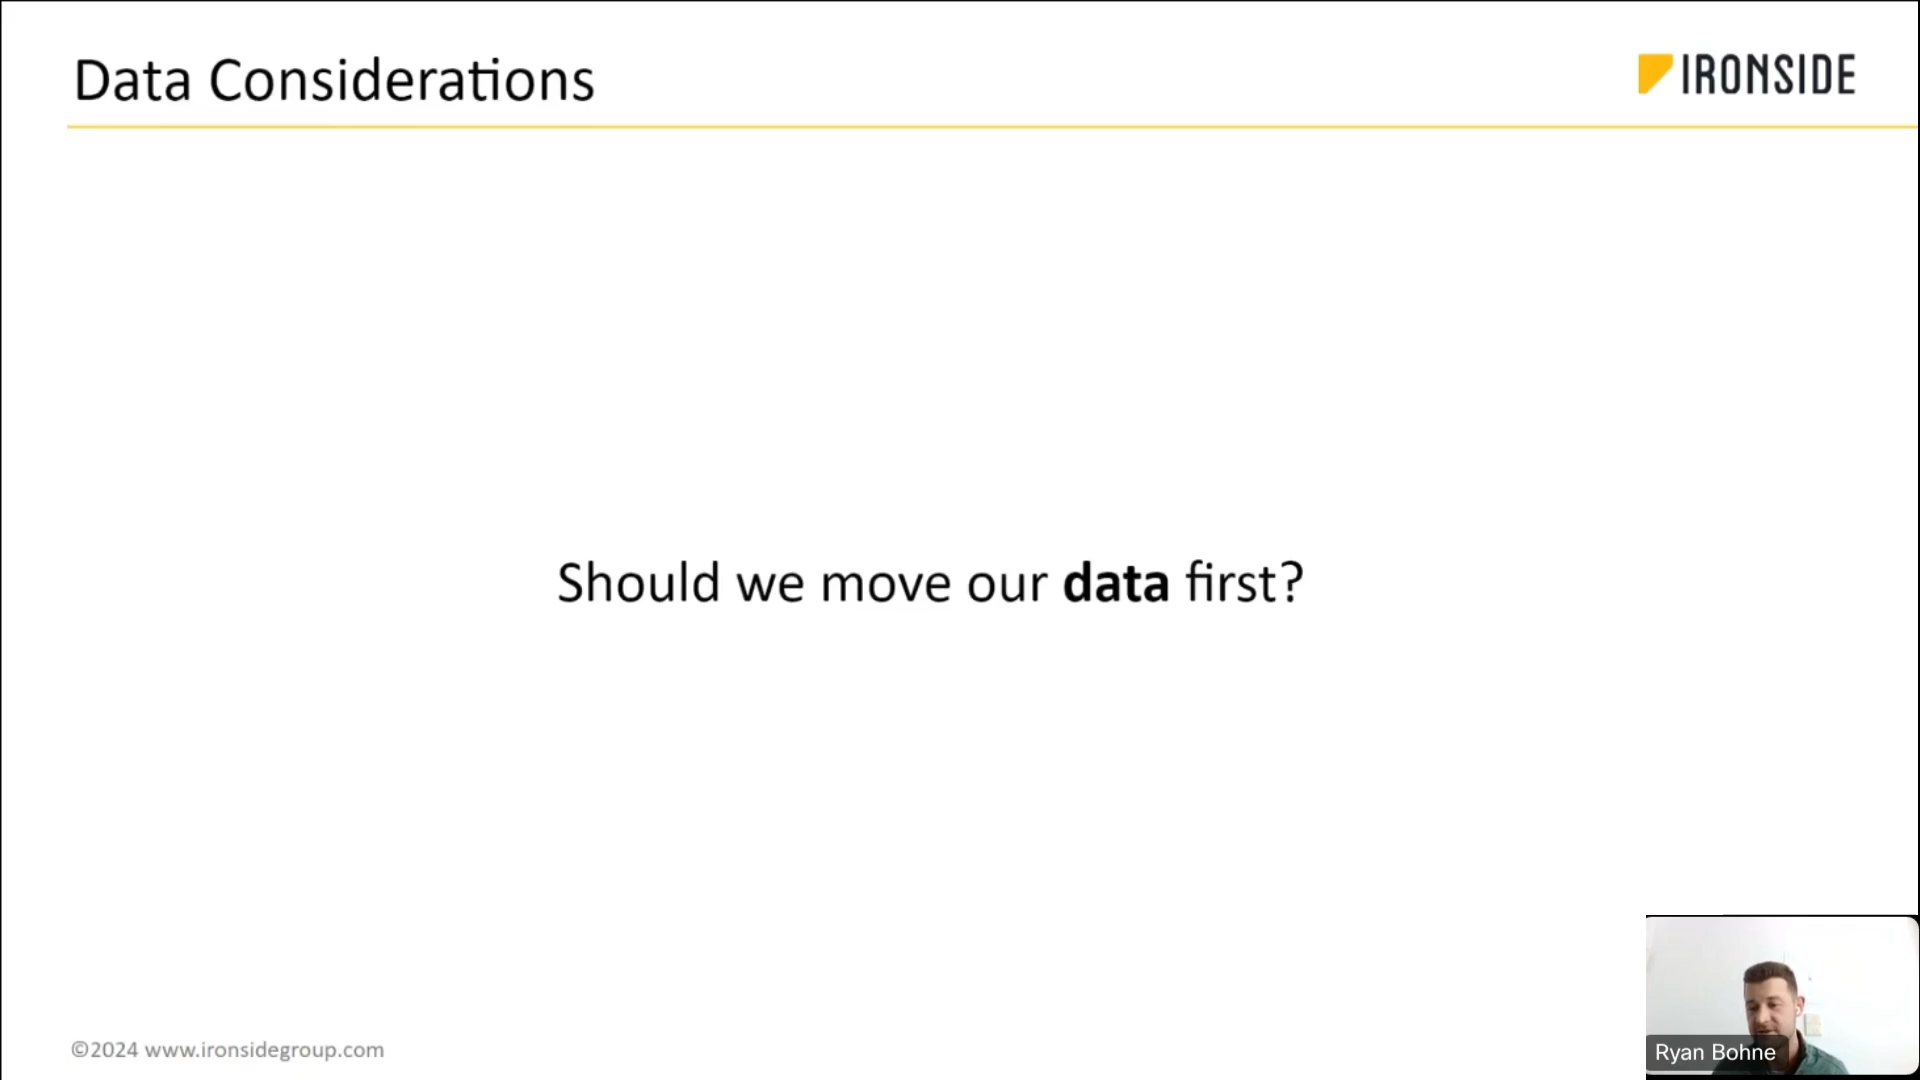 Data Considerations
IRONSIDE
Should we move our data first?
©2024 www.ironsidegroup.com
Ryan Bohne